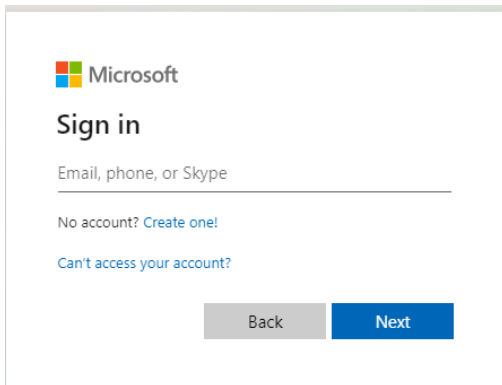 Microsoft
Sign in
Email, phone, or Skype
No account? Create one!
Can't access your account?
Back Next